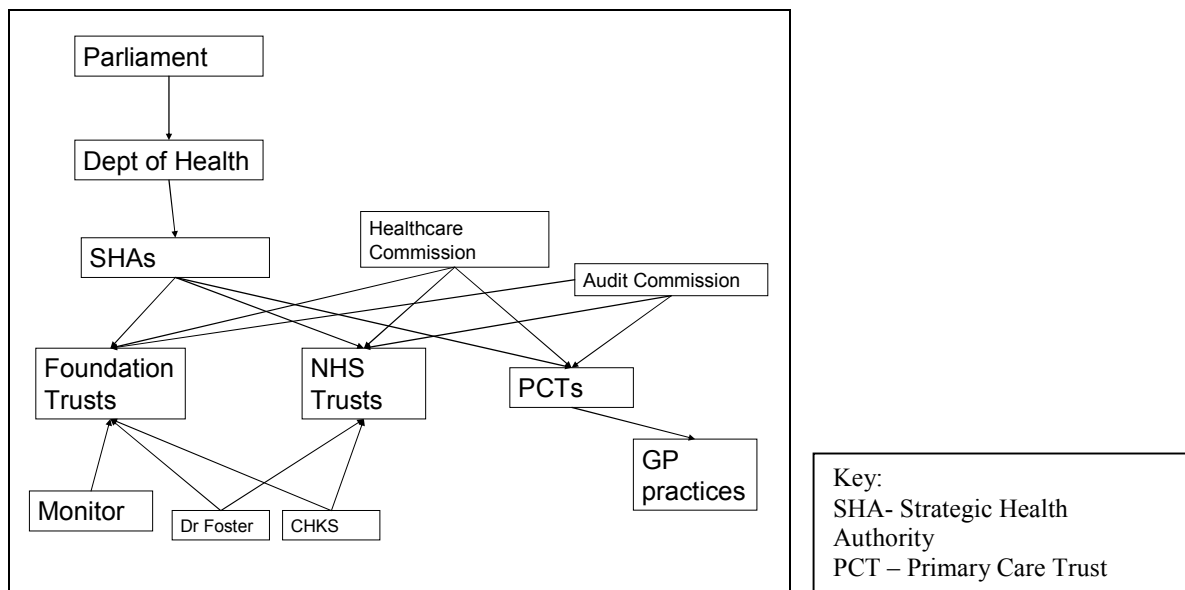 Parliament
Dept of Health
Healthcare
Commission
SHAs
Audit Commission
Foundation
Trusts
NHS
Trusts
PCTs
GP
practices
Monitor
Dr Foster
CHKS
Key:
SHA- Strategic Health
Authority
PCT – Primary Care Trust